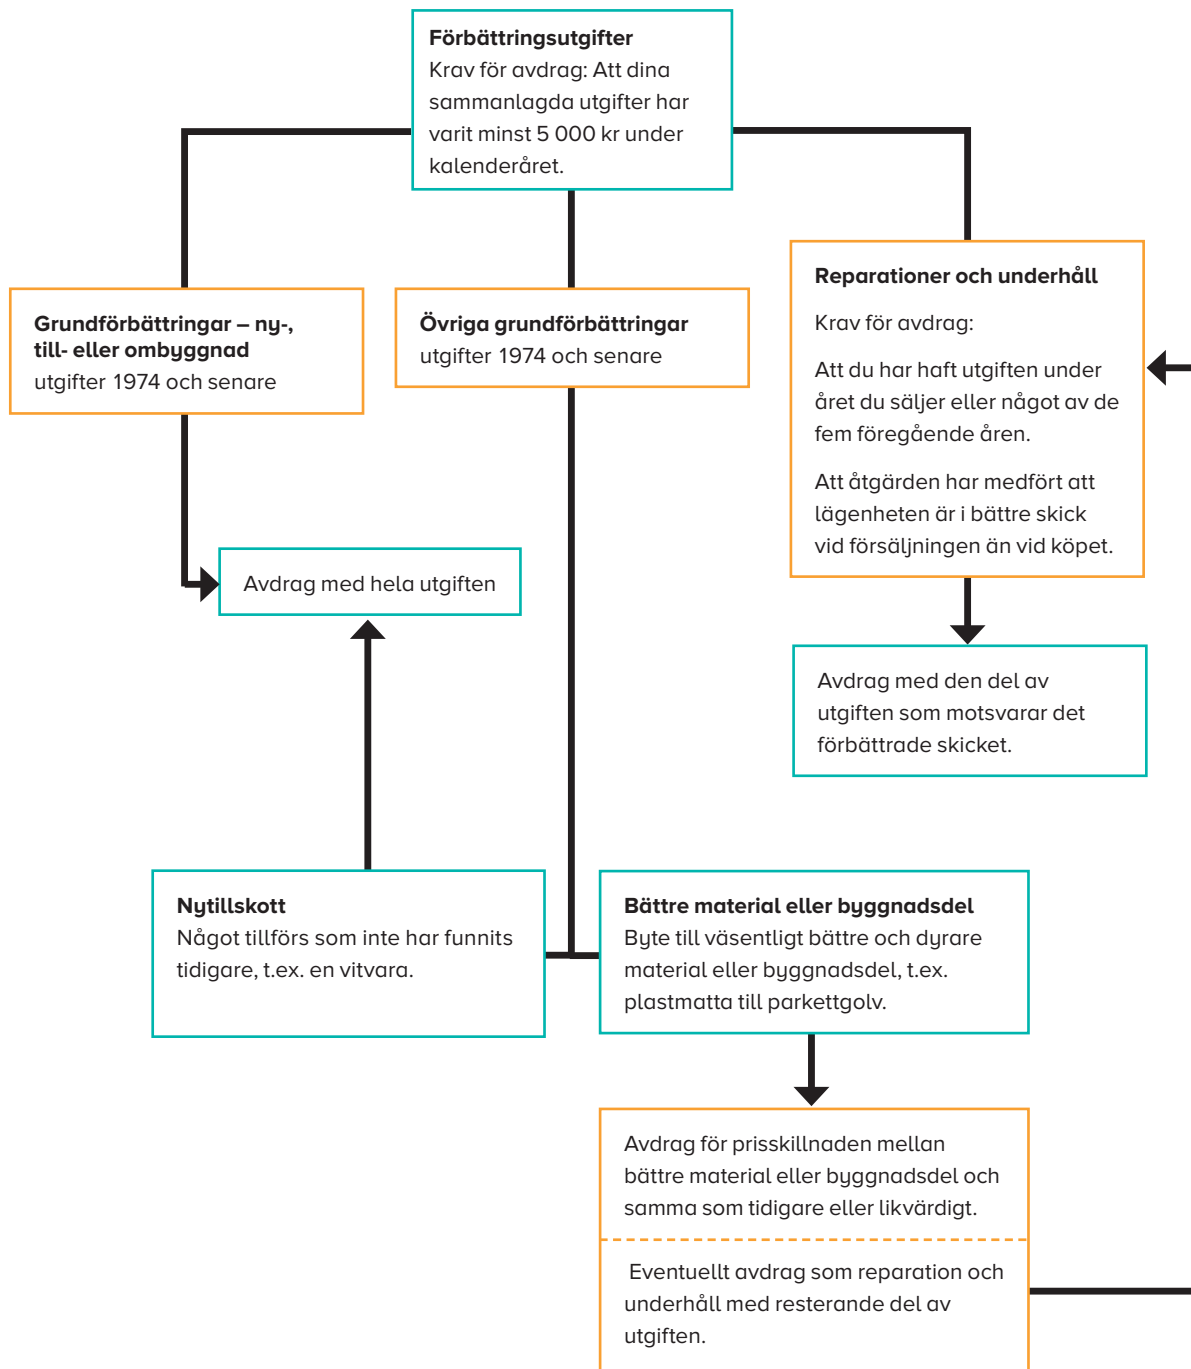 Förbättringsutgifter
Krav för avdrag: Att dina
sammanlagda utgifter har
varit minst 5 000 kr under
kalenderåret.
Grundförbättringar – ny-,
till- eller ombyggnad
utgifter 1974 och senare
Övriga grundförbättringar
utgifter 1974 och senare
Reparationer och underhåll
Krav för avdrag:
Att du har haft utgiften under
året du säljer eller något av de
fem föregående åren.
Att åtgärden har medfört att
lägenheten är i bättre skick
vid försäljningen än vid köpet.
Avdrag med hela utgiften
Avdrag med den del av
utgiften som motsvarar det
förbättrade skicket.
Nytillskott
Något tillförs som inte har funnits
tidigare, t.ex. en vitvara.
Bättre material eller byggnadsdel
Byte till väsentligt bättre och dyrare
material eller byggnadsdel, t.ex.
plastmatta till parkettgolv.
Avdrag för prisskillnaden mellan
bättre material eller byggnadsdel och
samma som tidigare eller likvärdigt.
Eventuellt avdrag som reparation och
underhåll med resterande del av
utgiften.